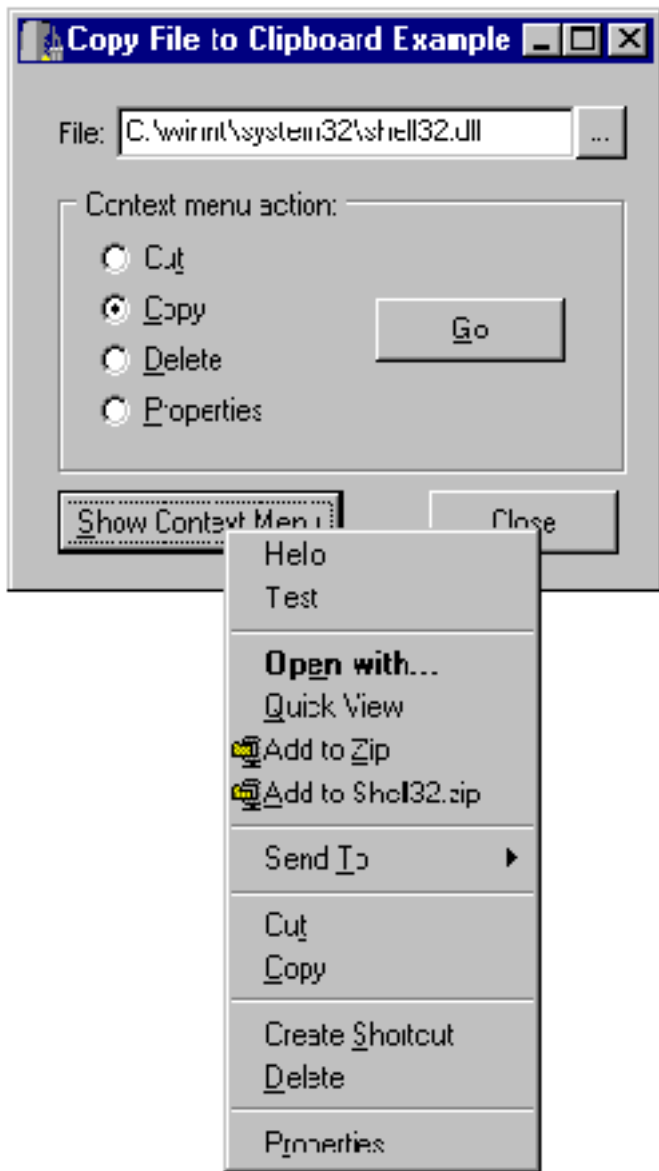 Copy File to Clipboard Example
File: C:\winnt\system32\shell32.dll ...
Context menu action:
Cut
Copy
Go
Delete
Properties
Show Context Menu Close
Help
Test
Open with...
Quick View
Add to Zip
Add to Shell32.zip
Send To
Cut
Copy
Create Shortcut
Delete
Properties